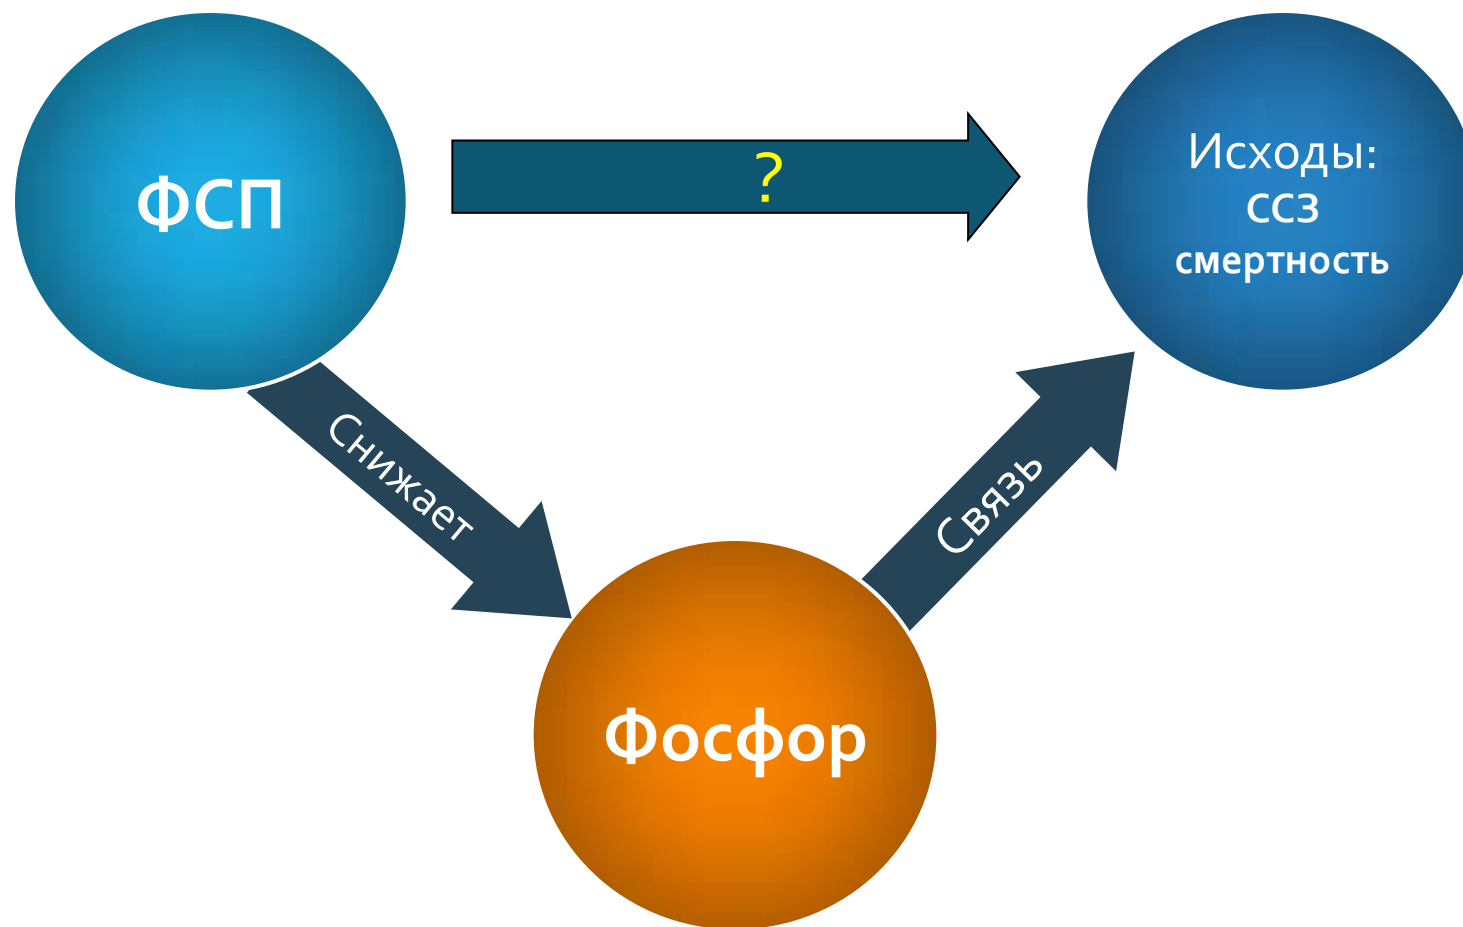 ФСП
?
Исходы:
ССЗ
смертность
Снижает
Связь
Фосфор